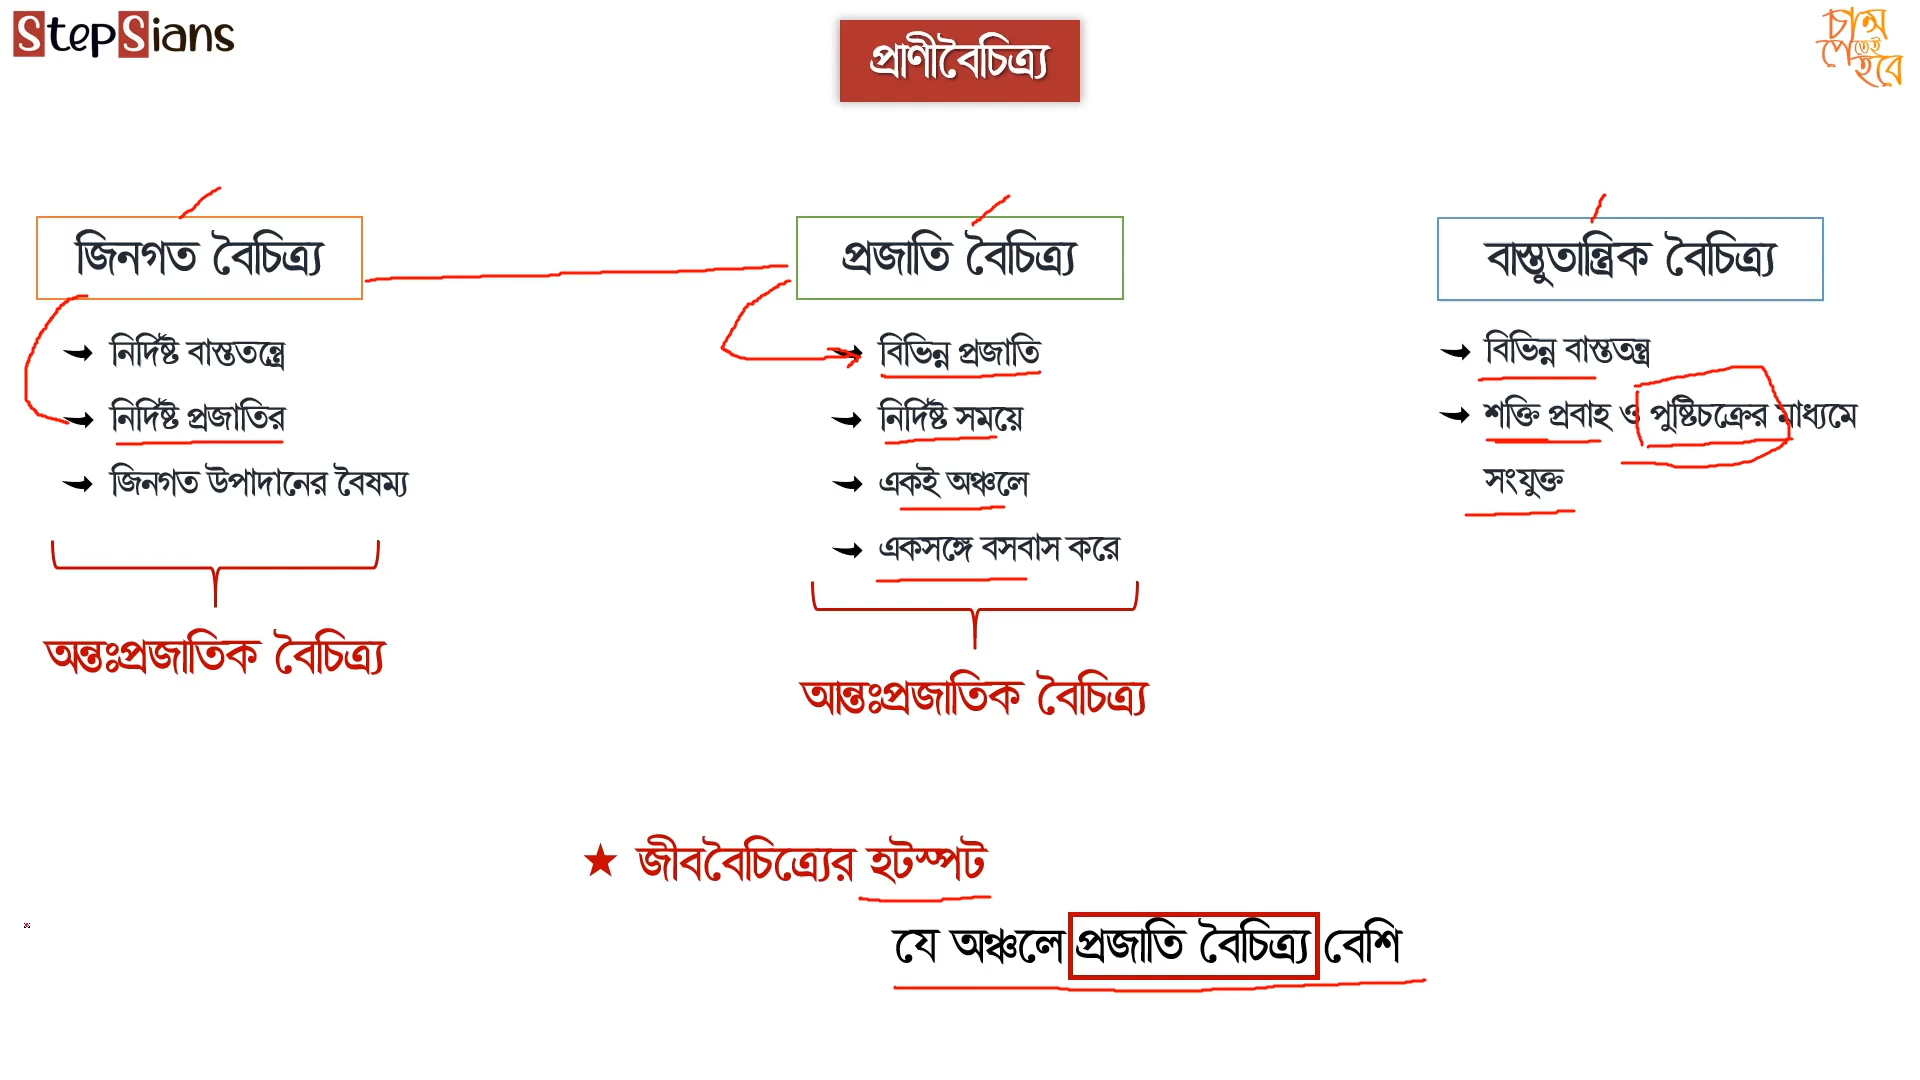 StepSians
প্রাণীবৈচিত্র্য
চান্স
পেতেই
হবে
জিনগত বৈচিত্র্য
নির্দিষ্ট বাস্ততন্ত্রে
নির্দিষ্ট প্রজাতির
জিনগত উপাদানের বৈষম্য
অন্তঃপ্রজাতিক বৈচিত্র্য
প্রজাতি বৈচিত্র্য
বিভিন্ন প্রজাতি
নির্দিষ্ট সময়ে
একই অঞ্চলে
একসঙ্গে বসবাস করে
আন্তঃপ্রজাতিক বৈচিত্র্য
বাস্তুতান্ত্রিক বৈচিত্র্য
বিভিন্ন বাস্ততন্ত্র
শক্তি প্রবাহ ও পুষ্টিচক্রের মাধ্যমে
সংযুক্ত
★ জীববৈচিত্র্যের হটস্পট
যে অঞ্চলে প্রজাতি বৈচিত্র্য বেশি